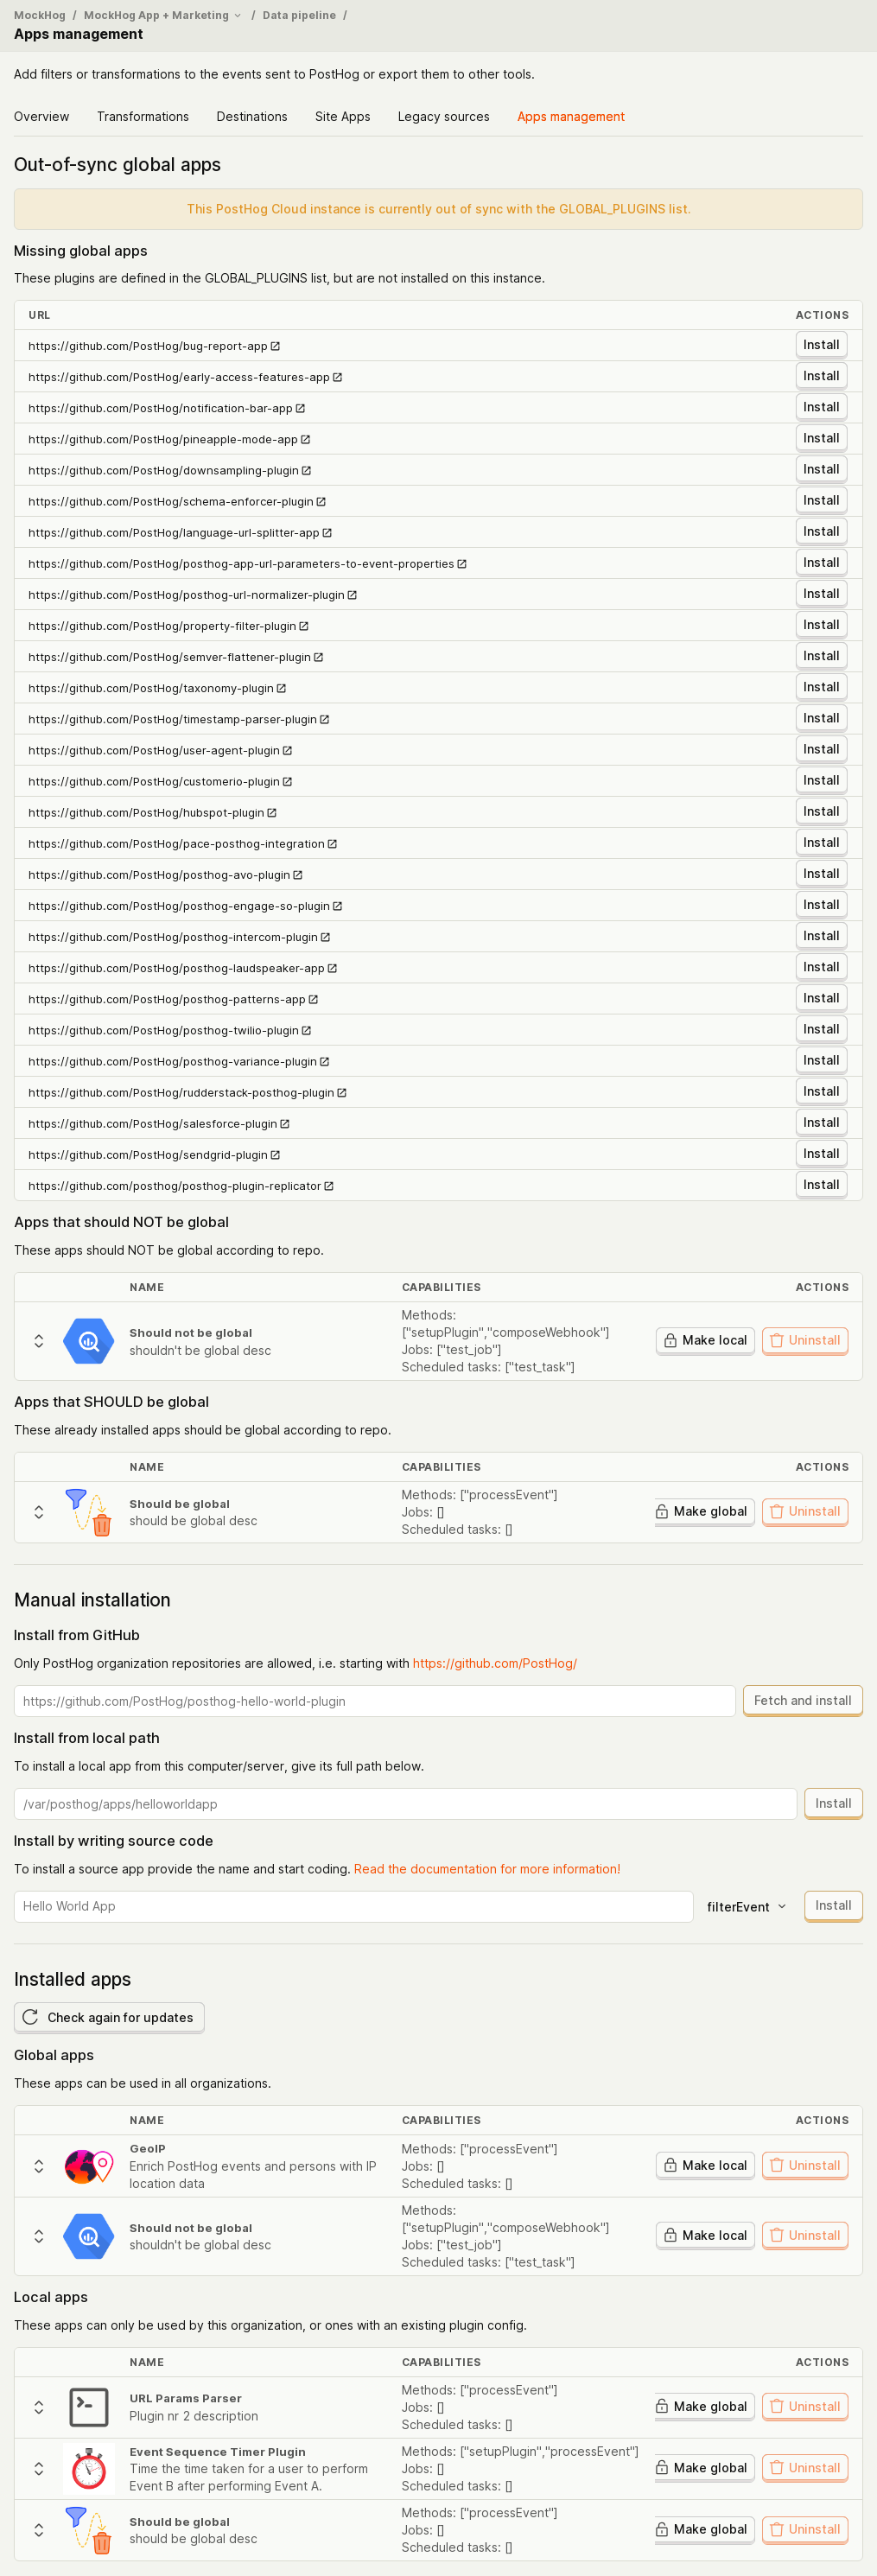 MockHog / MockHog App + Marketing / Data pipeline /
Apps management
Add filters or transformations to the events sent to PostHog or export them to other tools.
Overview Transformations Destinations Site Apps Legacy sources Apps management
Out-of-sync global apps
This PostHog Cloud instance is currently out of sync with the GLOBAL_PLUGINS list.
Missing global apps
These plugins are defined in the GLOBAL_PLUGINS list, but are not installed on this instance.
URL ACTIONS
https://github.com/PostHog/bug-report-app Install
https://github.com/PostHog/early-access-features-app Install
https://github.com/PostHog/notification-bar-app Install
https://github.com/PostHog/pineapple-mode-app Install
https://github.com/PostHog/downsampling-plugin Install
https://github.com/PostHog/schema-enforcer-plugin Install
https://github.com/PostHog/language-url-splitter-app Install
https://github.com/PostHog/posthog-app-url-parameters-to-event-properties Install
https://github.com/PostHog/posthog-url-normalizer-plugin Install
https://github.com/PostHog/property-filter-plugin Install
https://github.com/PostHog/semver-flattener-plugin Install
https://github.com/PostHog/taxonomy-plugin Install
https://github.com/PostHog/timestamp-parser-plugin Install
https://github.com/PostHog/user-agent-plugin Install
https://github.com/PostHog/customerio-plugin Install
https://github.com/PostHog/hubspot-plugin Install
https://github.com/PostHog/pace-posthog-integration Install
https://github.com/PostHog/posthog-avo-plugin Install
https://github.com/PostHog/posthog-engage-so-plugin Install
https://github.com/PostHog/posthog-intercom-plugin Install
https://github.com/PostHog/posthog-laudspeaker-app Install
https://github.com/PostHog/posthog-patterns-app Install
https://github.com/PostHog/posthog-twilio-plugin Install
https://github.com/PostHog/posthog-variance-plugin Install
https://github.com/PostHog/rudderstack-posthog-plugin Install
https://github.com/PostHog/salesforce-plugin Install
https://github.com/PostHog/sendgrid-plugin Install
https://github.com/posthog/posthog-plugin-replicator Install
Apps that should NOT be global
These apps should NOT be global according to repo.
NAME CAPABILITIES ACTIONS
Should not be global
shouldn't be global desc
Methods:
["setupPlugin","composeWebhook"]
Jobs: ["test_job"]
Scheduled tasks: ["test_task"]
Make local Uninstall
Apps that SHOULD be global
These already installed apps should be global according to repo.
NAME CAPABILITIES ACTIONS
Should be global
should be global desc
Methods: ["processEvent"]
Jobs: []
Scheduled tasks: []
Make global Uninstall
Manual installation
Install from GitHub
Only PostHog organization repositories are allowed, i.e. starting with https://github.com/PostHog/
https://github.com/PostHog/posthog-hello-world-plugin Fetch and install
Install from local path
To install a local app from this computer/server, give its full path below.
/var/posthog/apps/helloworldapp Install
Install by writing source code
To install a source app provide the name and start coding. Read the documentation for more information!
Hello World App filterEvent Install
Installed apps
Check again for updates
Global apps
These apps can be used in all organizations.
NAME CAPABILITIES ACTIONS
GeoIP
Enrich PostHog events and persons with IP
location data
Methods: ["processEvent"]
Jobs: []
Scheduled tasks: []
Make local Uninstall
Should not be global
shouldn't be global desc
Methods:
["setupPlugin","composeWebhook"]
Jobs: ["test_job"]
Scheduled tasks: ["test_task"]
Make local Uninstall
Local apps
These apps can only be used by this organization, or ones with an existing plugin config.
NAME CAPABILITIES ACTIONS
URL Params Parser
Plugin nr 2 description
Methods: ["processEvent"]
Jobs: []
Scheduled tasks: []
Make global Uninstall
Event Sequence Timer Plugin
Time the time taken for a user to perform
Event B after performing Event A.
Methods: ["setupPlugin","processEvent"]
Jobs: []
Scheduled tasks: []
Make global Uninstall
Should be global
should be global desc
Methods: ["processEvent"]
Jobs: []
Scheduled tasks: []
Make global Uninstall